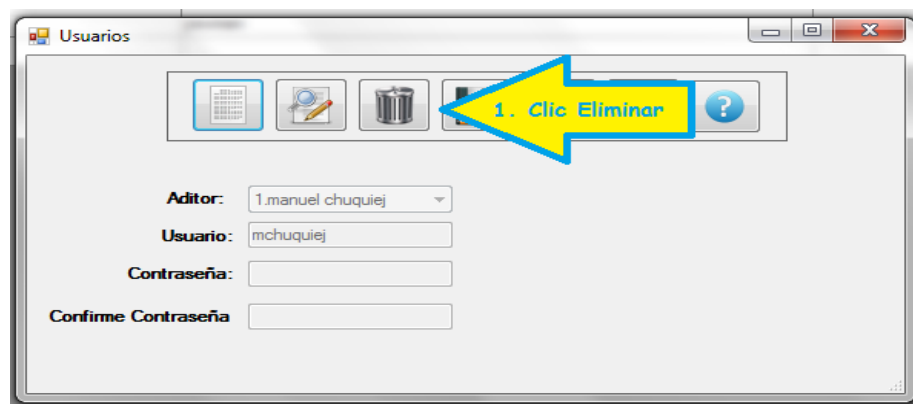 Usuarios
1. Clic Eliminar
?
Aditor: 1.manuel chuquiej
Usuario: mchuquiej
Contraseña:
Confirme Contraseña